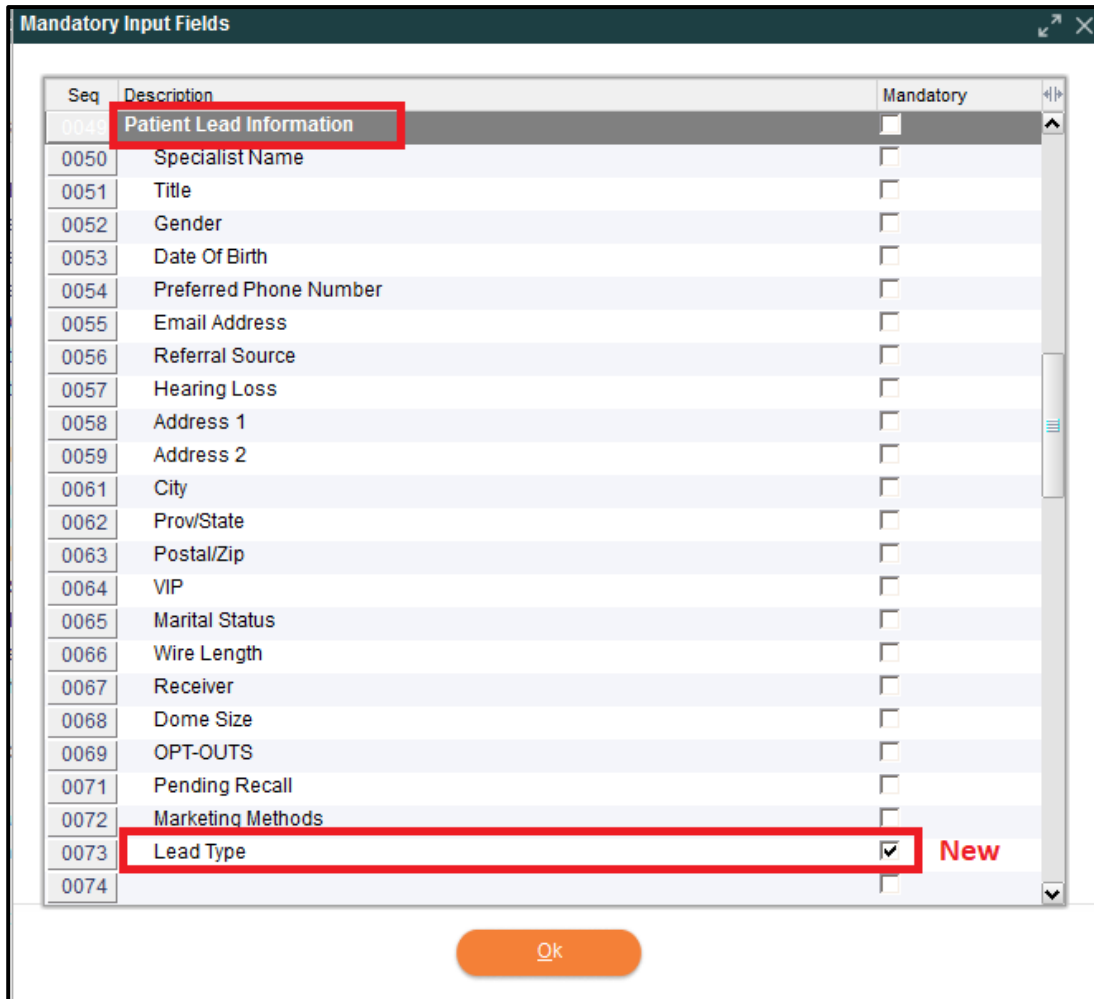 Mandatory Input Fields
Seq Description Mandatory
0049 Patient Lead Information
0050 Specialist Name
0051 Title
0052 Gender
0053 Date Of Birth
0054 Preferred Phone Number
0055 Email Address
0056 Referral Source
0057 Hearing Loss
0058 Address 1
0059 Address 2
0061 City
0062 Prov/State
0063 Postal/Zip
0064 VIP
0065 Marital Status
0066 Wire Length
0067 Receiver
0068 Dome Size
0069 OPT-OUTS
0071 Pending Recall
0072 Marketing Methods
0073 Lead Type New
0074
Ok